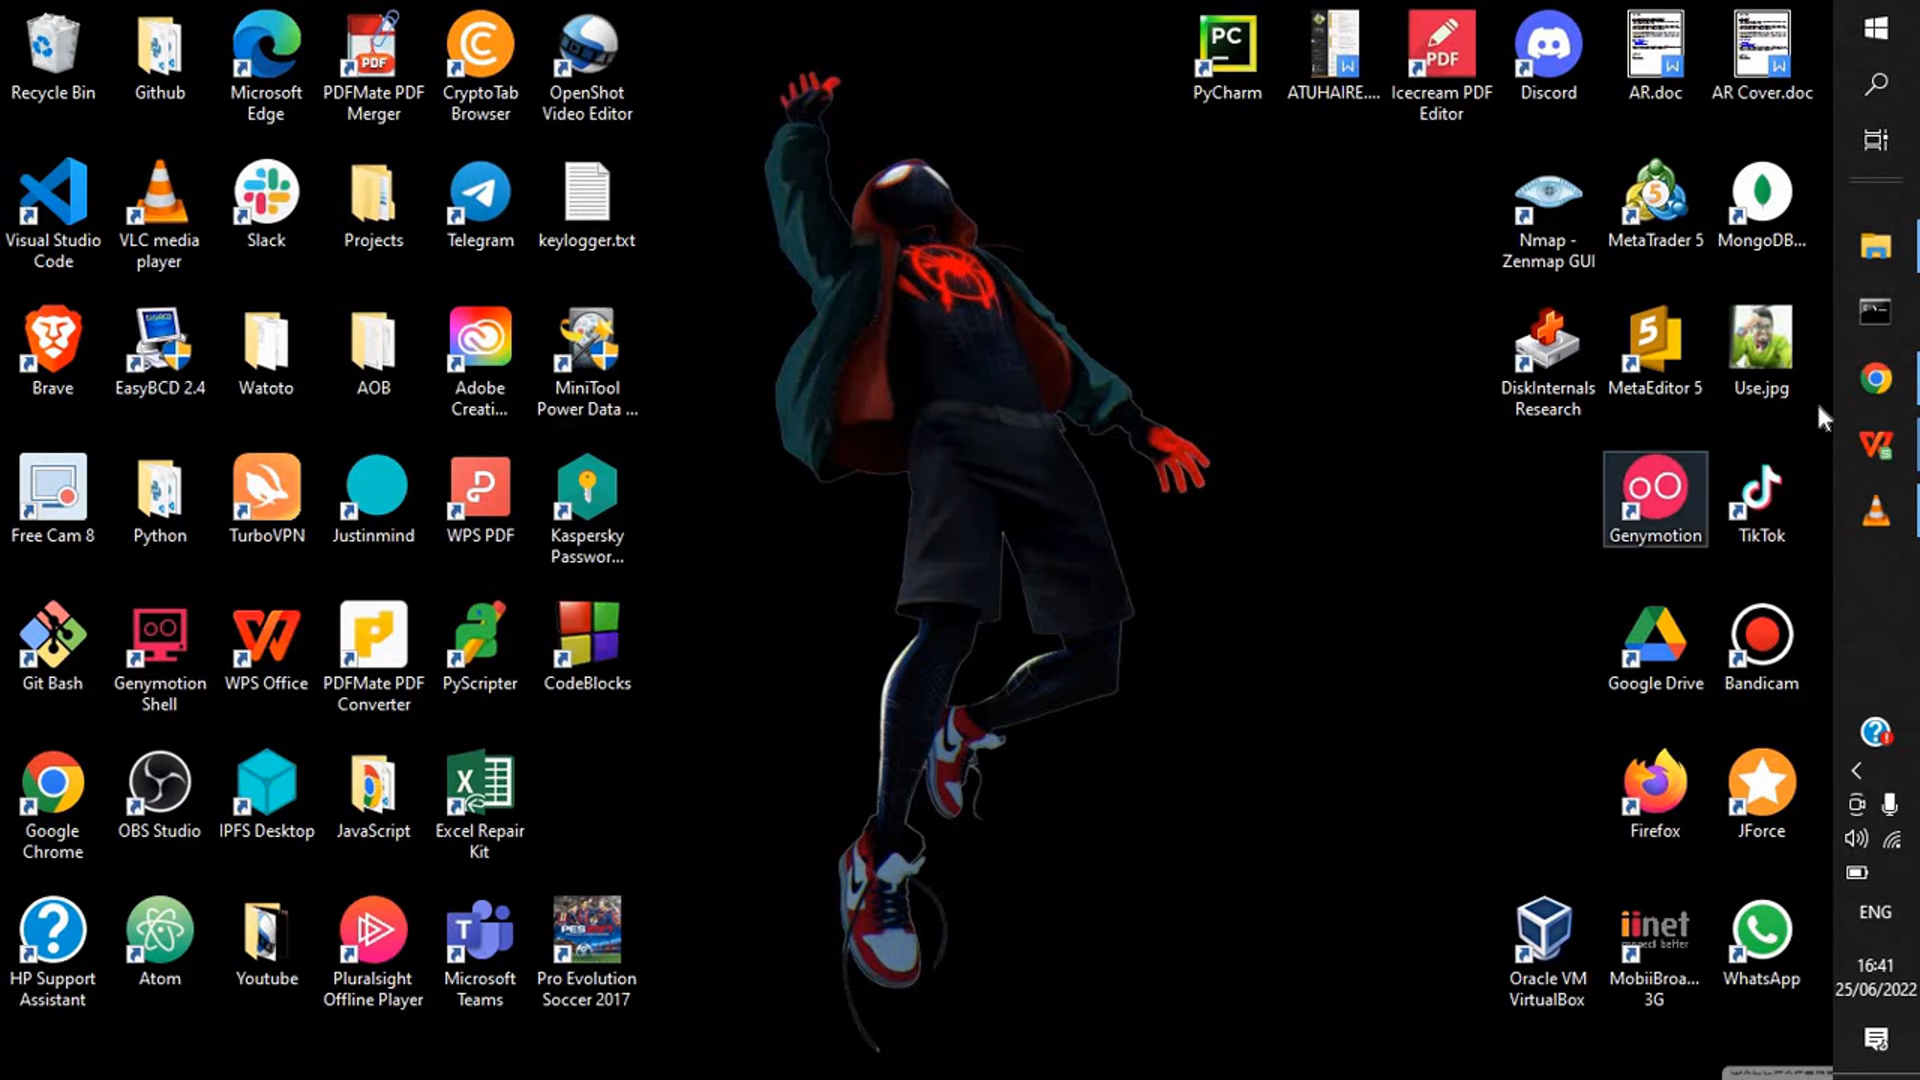 Recycle Bin
Github
Microsoft
Edge
PDFMate PDF
Merger
CryptoTab
Browser
OpenShot
Video Editor
PyCharm
ATUHAIRE....
Icecream PDF
Editor
Discord
AR.doc
AR Cover.doc
Visual Studio
Code
VLC media
player
Slack
Projects
Telegram
keylogger.txt
Nmap -
Zenmap GUI
MetaTrader 5
MongoDB...
Brave
EasyBCD 2.4
Watoto
AOB
Adobe
Creati...
MiniTool
Power Data ...
DiskInternals
Research
MetaEditor 5
Use.jpg
Free Cam 8
Python
TurboVPN
Justinmind
WPS PDF
Kaspersky
Passwor...
Genymotion
TikTok
Git Bash
Genymotion
Shell
WPS Office
PDFMate PDF
Converter
PyScripter
CodeBlocks
Google Drive
Bandicam
Google
Chrome
OBS Studio
IPFS Desktop
JavaScript
Excel Repair
Kit
Firefox
JForce
HP Support
Assistant
Atom
Youtube
Pluralsight
Offline Player
Microsoft
Teams
Pro Evolution
Soccer 2017
Oracle VM
VirtualBox
iinet
connect better
MobiiBroa...
3G
WhatsApp
ENG
16:41
25/06/2022